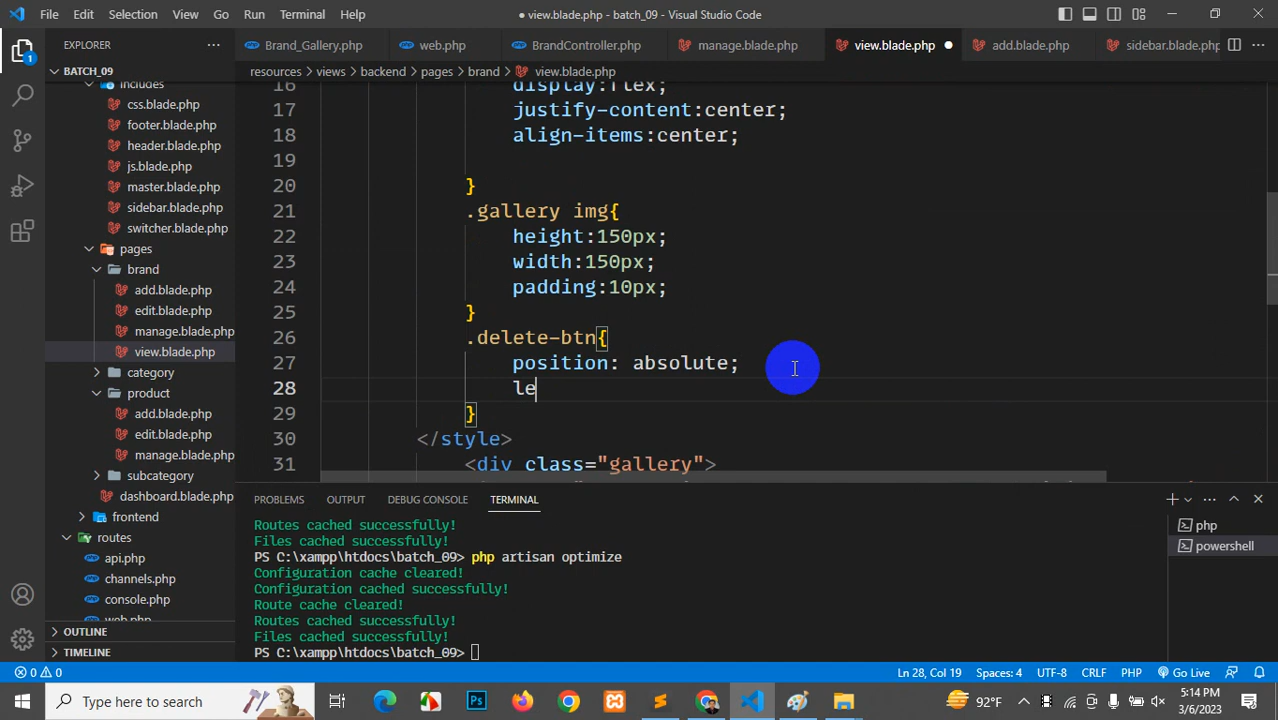 File Edit Selection View Go Run Terminal Help
● view.blade.php - batch_09 - Visual Studio Code
EXPLORER
Brand_Gallery.php web.php BrandController.php manage.blade.php view.blade.php add.blade.php sidebar.blade.php
BATCH_09
resources > views > backend > pages > brand > view.blade.php
includes
css.blade.php
footer.blade.php
header.blade.php
js.blade.php
master.blade.php
sidebar.blade.php
switcher.blade.php
pages
brand
add.blade.php
edit.blade.php
manage.blade.php
view.blade.php
category
product
add.blade.php
edit.blade.php
manage.blade.php
subcategory
dashboard.blade.php
frontend
routes
api.php
channels.php
console.php
web.php
OUTLINE
TIMELINE
16 display:flex;
17 justify-content:center;
18 align-items:center;
19
20 }
21 .gallery img{
22 height:150px;
23 width:150px;
24 padding:10px;
25 }
26 .delete-btn{
27 position: absolute;
28 le
29 }
30 </style>
31 <div class="gallery">
PROBLEMS OUTPUT DEBUG CONSOLE TERMINAL
Routes cached successfully!
Files cached successfully!
PS C:\xampp\htdocs\batch_09> php artisan optimize
Configuration cache cleared!
Configuration cached successfully!
Route cache cleared!
Routes cached successfully!
Files cached successfully!
PS C:\xampp\htdocs\batch_09>
php
powershell
0 0 Ln 28, Col 19 Spaces: 4 UTF-8 CRLF PHP Go Live
Type here to search
Ps
92°F
5:14 PM
3/6/2023
1